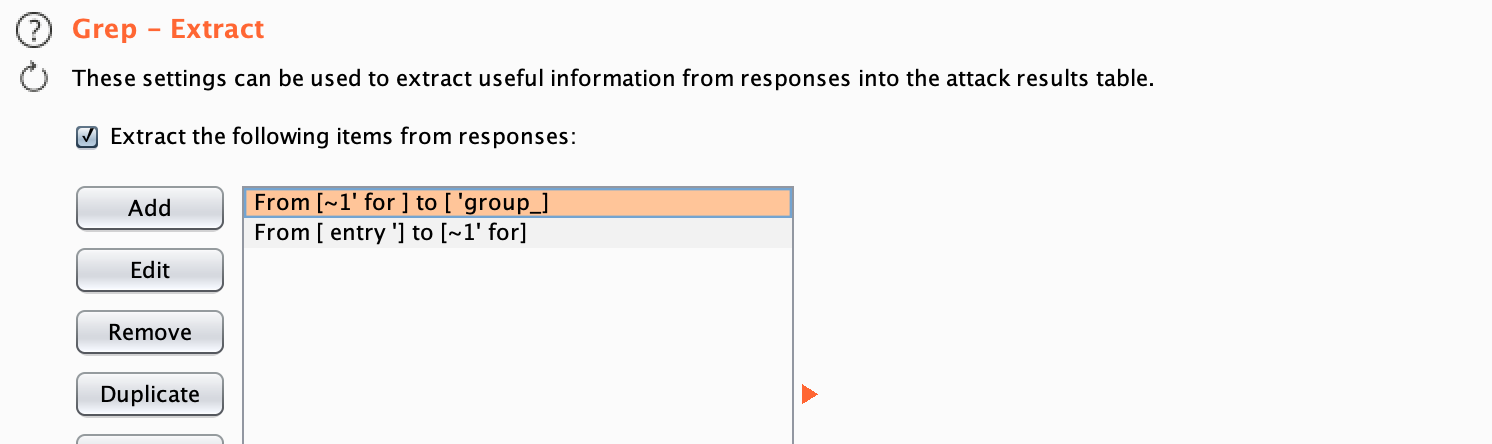 Grep – Extract
These settings can be used to extract useful information from responses into the attack results table.
Extract the following items from responses:
Add
From [~1' for ] to [ 'group_]
From [ entry '] to [~1' for]
Edit
Remove
Duplicate